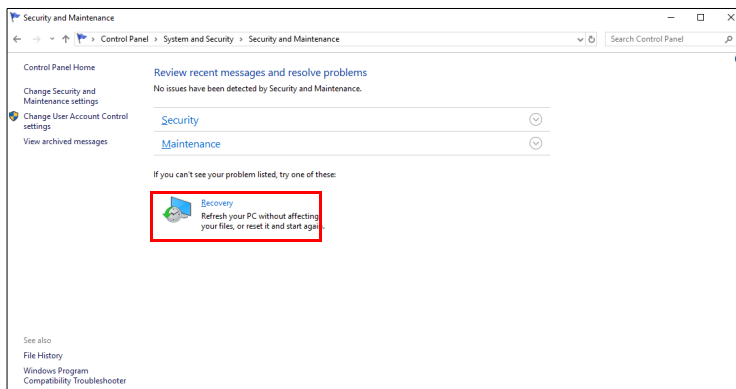 Security and Maintenance
Control Panel > System and Security > Security and Maintenance
Search Control Panel
Control Panel Home
Change Security and
Maintenance settings
Change User Account Control
settings
View archived messages
Review recent messages and resolve problems
No issues have been detected by Security and Maintenance.
Security
Maintenance
If you can't see your problem listed, try one of these:
Recovery
Refresh your PC without affecting
your files, or reset it and start again.
See also
File History
Windows Program
Compatibility Troubleshooter